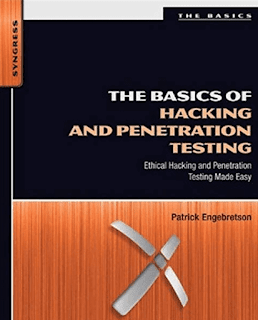 THE BASICS
SYNGRESS
THE BASICS OF
HACKING
AND PENETRATION
TESTING
Ethical Hacking and Penetration
Testing Made Easy
Patrick Engebretson